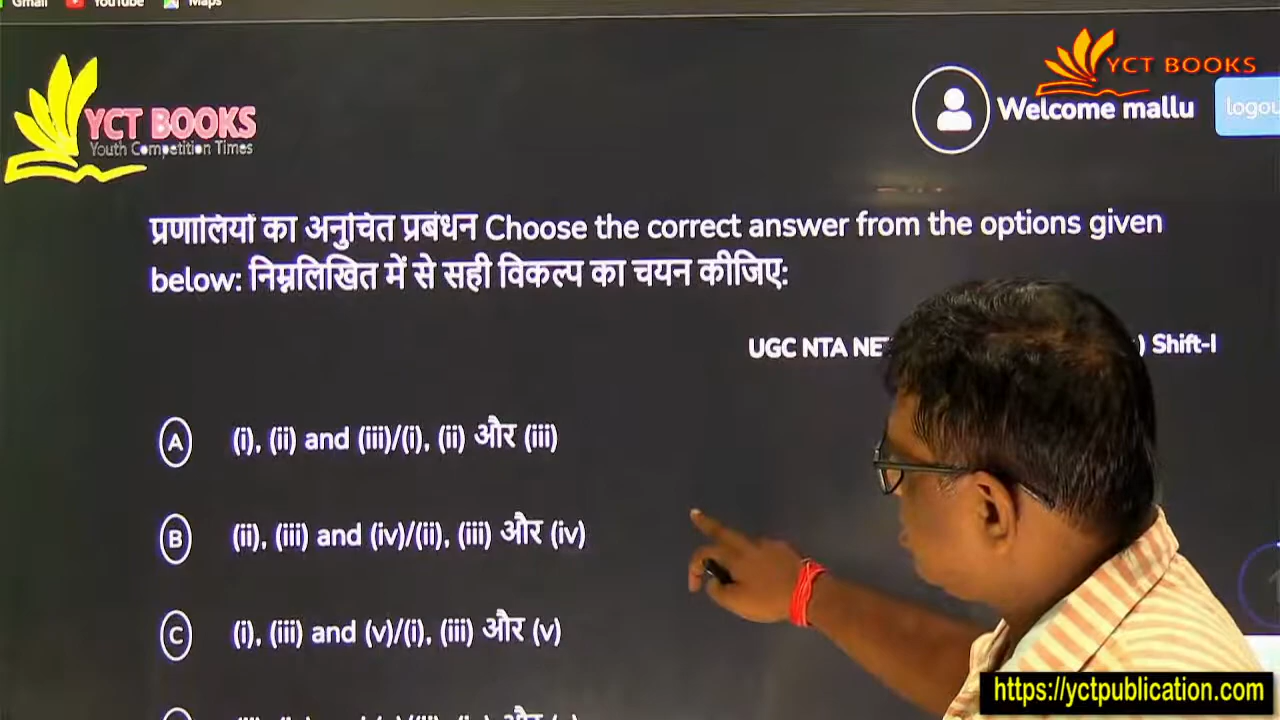 Gmail
YouTube
Maps
YCT BOOKS
Youth Competition Times
YCT BOOKS
Welcome mallu
प्रणालियों का अनुचित प्रबंधन Choose the correct answer from the options given
below: निम्नलिखित में से सही विकल्प का चयन कीजिए:
UGC NTA NE
) Shift-I
A (i), (ii) and (iii)/(i), (ii) और (iii)
B (ii), (iii) and (iv)/(ii), (iii) और (iv)
C (i), (iii) and (v)/(i), (iii) और (v)
https://yctpublication.com